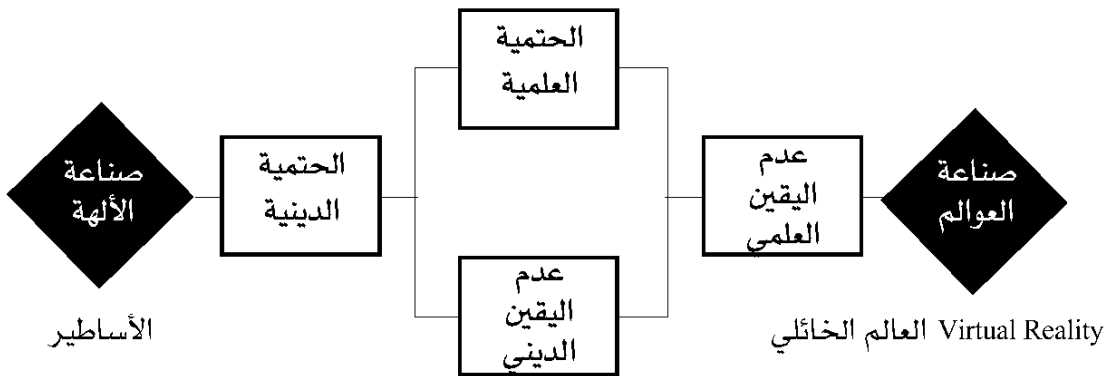 صناعة
الألهة
الأساطير
الحتمية
الدينية
الحتمية
العلمية
عدم
اليقين
الديني
عدم
اليقين
العلمي
صناعة
العوالم
العالم الخائلي Virtual Reality